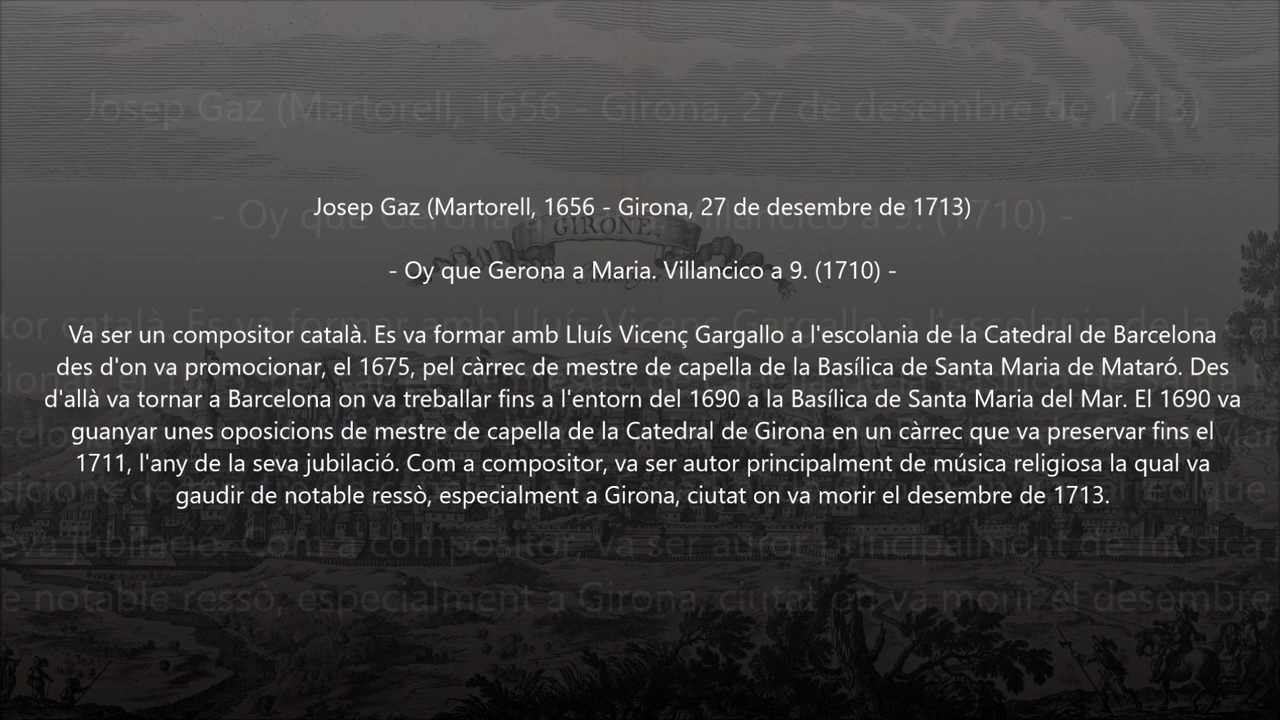 Josep Gaz (Martorell, 1656 - Girona, 27 de desembre de 1713)
GIRONE.
- Oy que Gerona a Maria. Villancico a 9. (1710) -
Va ser un compositor català. Es va formar amb Lluís Vicenç Gargallo a l'escolania de la Catedral de Barcelona
des d'on va promocionar, el 1675, pel càrrec de mestre de capella de la Basílica de Santa Maria de Mataró. Des
d'allà va tornar a Barcelona on va treballar fins a l'entorn del 1690 a la Basílica de Santa Maria del Mar. El 1690 va
guanyar unes oposicions de mestre de capella de la Catedral de Girona en un càrrec que va preservar fins el
1711, l'any de la seva jubilació. Com a compositor, va ser autor principalment de música religiosa la qual va
gaudir de notable ressò, especialment a Girona, ciutat on va morir el desembre de 1713.